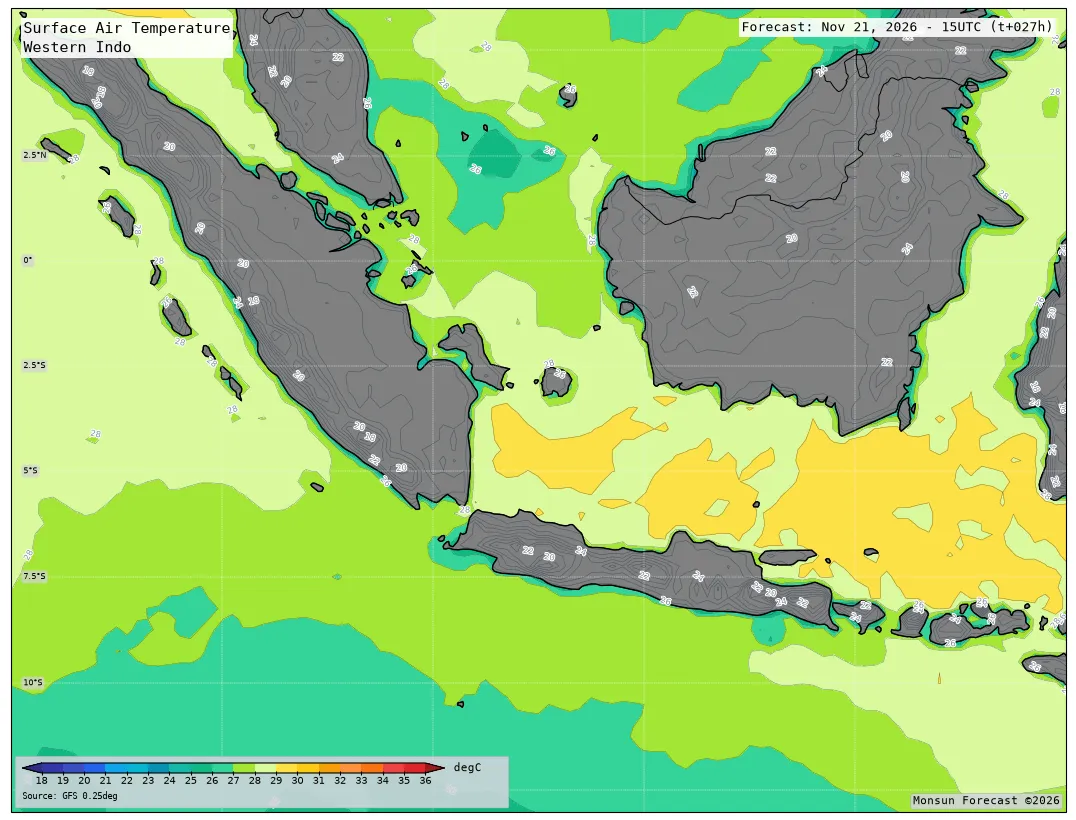 Surface Air Temperature
Western Indo
Forecast: Nov 21, 2026 - 15UTC (t+027h)
2.5°N
0°
2.5°S
5°S
7.5°S
10°S
18 19 20 21 22 23 24 25 26 27 28 29 30 31 32 33 34 35 36 degC
Source: GFS 0.25deg
Monsun Forecast ©2026